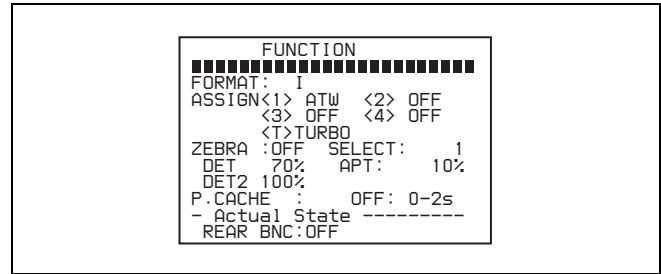 FUNCTION
FORMAT: I
ASSIGN<1> ATW <2> OFF
<3> OFF <4> OFF
<T>TURBO
ZEBRA :OFF SELECT: 1
DET 70% APT: 10%
DET2 100%
P.CACHE : OFF: 0-2s
- Actual State ---------
REAR BNC:OFF